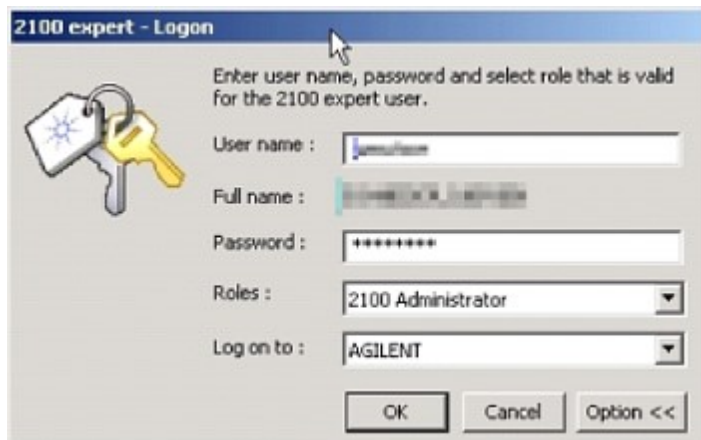 2100 expert - Logon
Enter user name, password and select role that is valid
for the 2100 expert user.
User name :
Full name :
Password : ********
Roles : 2100 Administrator
Log on to : AGILENT
OK Cancel Option <<